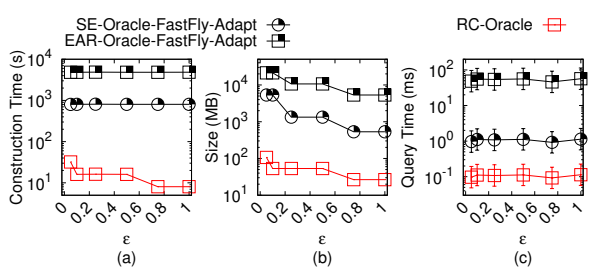 SE-Oracle-FastFly-Adapt
EAR-Oracle-FastFly-Adapt
RC-Oracle
Construction Time (s)
10^4
10^3
10^2
10^1
0 0.2 0.4 0.6 0.8 1
ε
(a)
Size (MB)
10^4
10^3
10^2
10^1
0 0.2 0.4 0.6 0.8 1
ε
(b)
Query Time (ms)
10^2
10^1
10^0
10^-1
0 0.2 0.4 0.6 0.8 1
ε
(c)